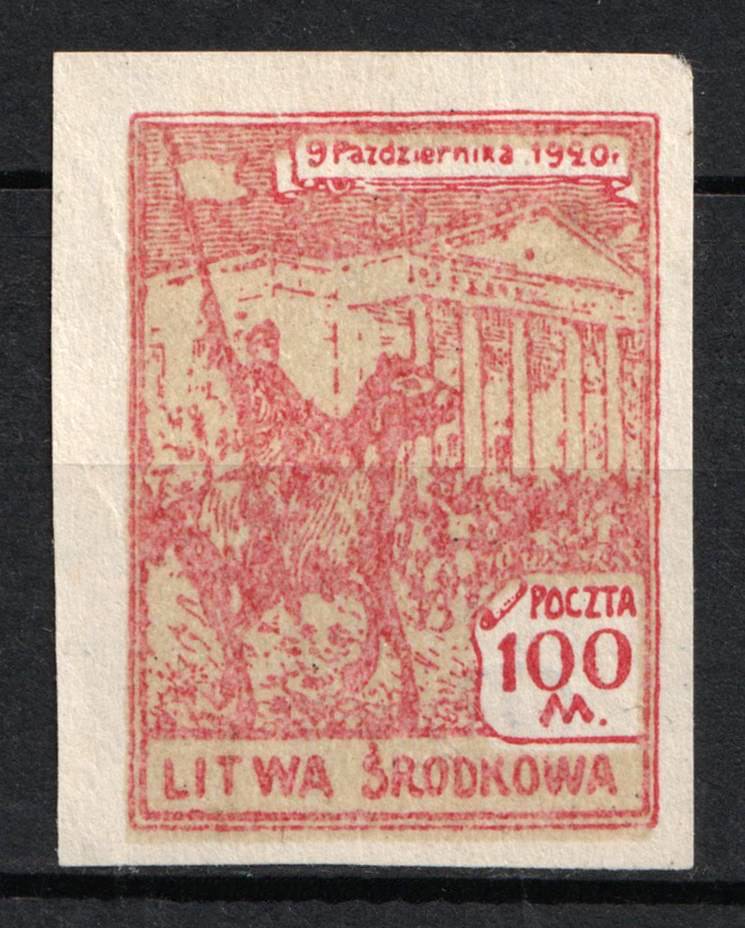 9 Października 1920 r.
POCZTA
100
M.
LITWA ŚRODKOWA